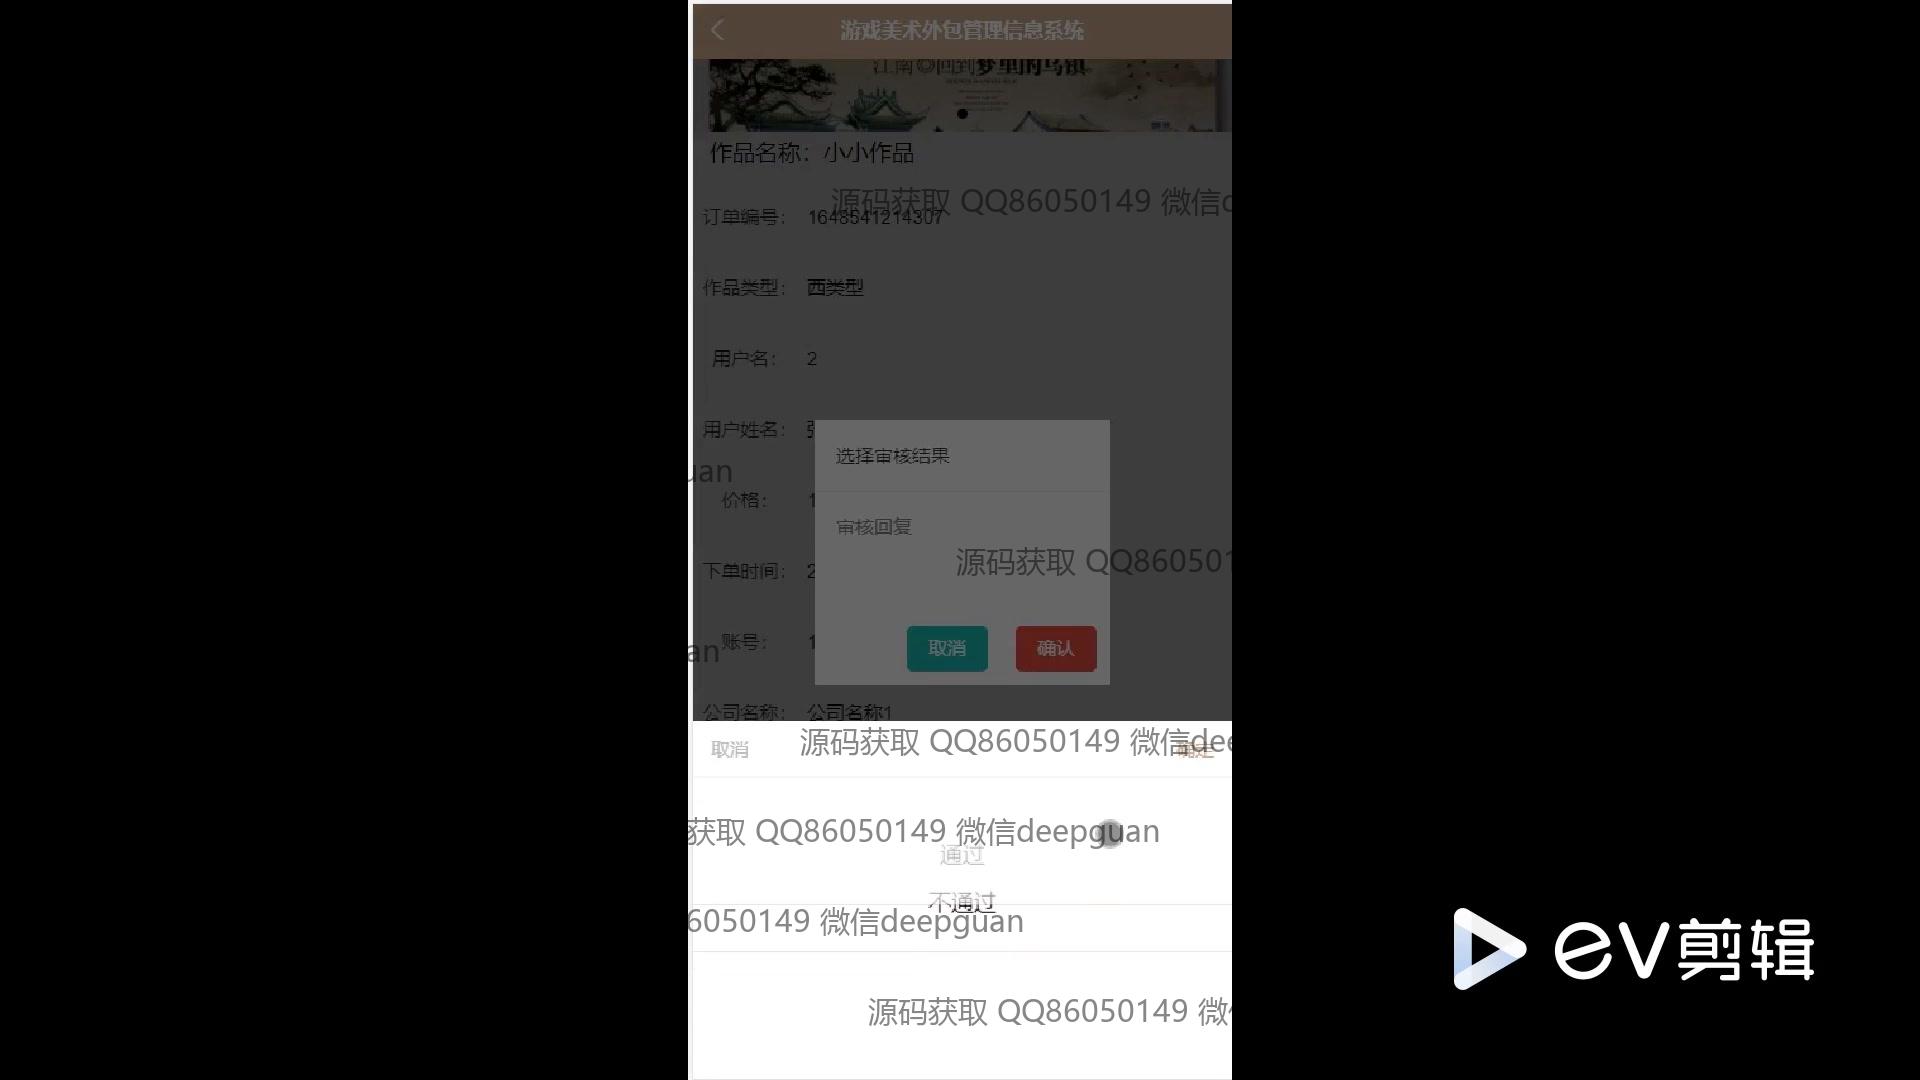 游戏美术外包管理信息系统
江南 回到梦里的乌镇
作品名称：小小作品
源码获取 QQ86050149 微信d
订单编号： 1648541214307
作品类型： 西类型
用户名： 2
用户姓名：
选择审核结果
uan
价格： 1
审核回复
源码获取 QQ860501
下单时间： 2
账号： 1
an
取消 确认
公司名称： 公司名称1
取消 确定
源码获取 QQ86050149 微信dee
获取 QQ86050149 微信deepguan
通过
不通过
6050149 微信deepguan
源码获取 QQ86050149 微
ev剪辑